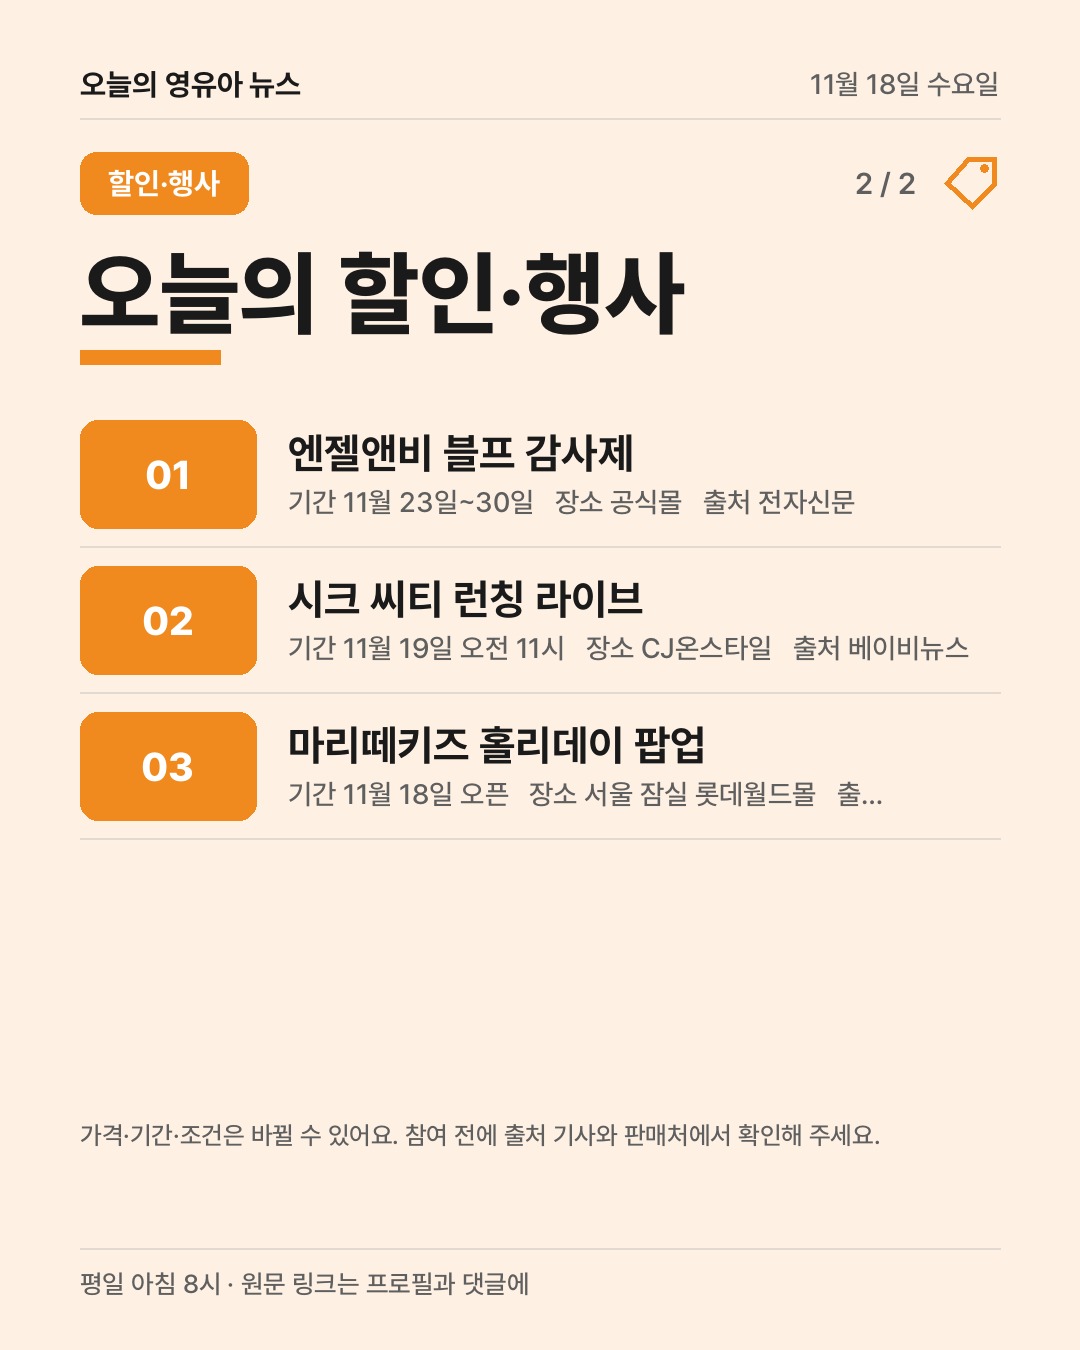 오늘의 영유아 뉴스
11월 18일 수요일
할인·행사
2 / 2
오늘의 할인·행사
01
엔젤앤비 블프 감사제
기간 11월 23일~30일 장소 공식몰 출처 전자신문
02
시크 씨티 런칭 라이브
기간 11월 19일 오전 11시 장소 CJ온스타일 출처 베이비뉴스
03
마리떼키즈 홀리데이 팝업
기간 11월 18일 오픈 장소 서울 잠실 롯데월드몰 출...
가격·기간·조건은 바뀔 수 있어요. 참여 전에 출처 기사와 판매처에서 확인해 주세요.
평일 아침 8시 · 원문 링크는 프로필과 댓글에